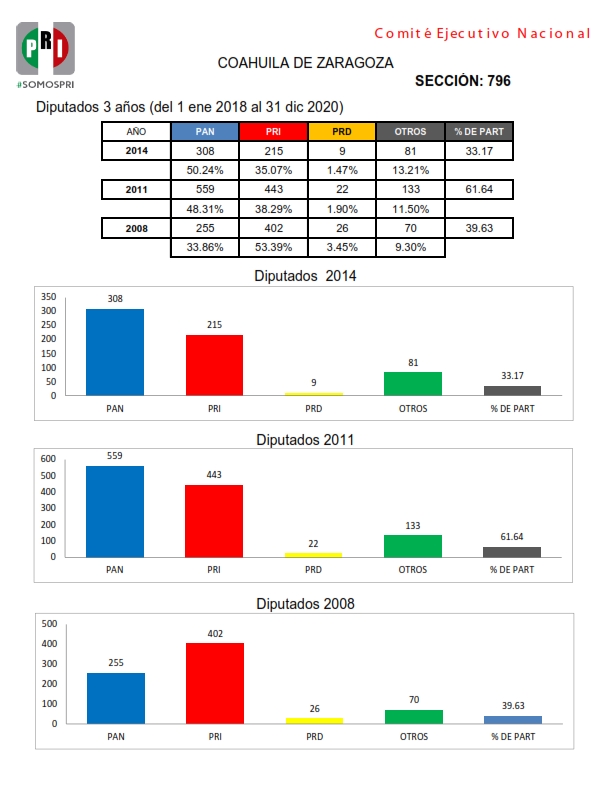 PRI
#SOMOSPRI
Comité Ejecutivo Nacional
COAHUILA DE ZARAGOZA
SECCIÓN: 796
Diputados 3 años (del 1 ene 2018 al 31 dic 2020)
AÑO PAN PRI PRD OTROS % DE PART
2014 308 215 9 81 33.17
50.24% 35.07% 1.47% 13.21%
2011 559 443 22 133 61.64
48.31% 38.29% 1.90% 11.50%
2008 255 402 26 70 39.63
33.86% 53.39% 3.45% 9.30%
Diputados 2014
350
300
250
200
150
100
50
0
308 215 9 81 33.17
PAN PRI PRD OTROS % DE PART
Diputados 2011
600
500
400
300
200
100
0
559 443 22 133 61.64
PAN PRI PRD OTROS % DE PART
Diputados 2008
500
400
300
200
100
0
255 402 26 70 39.63
PAN PRI PRD OTROS % DE PART